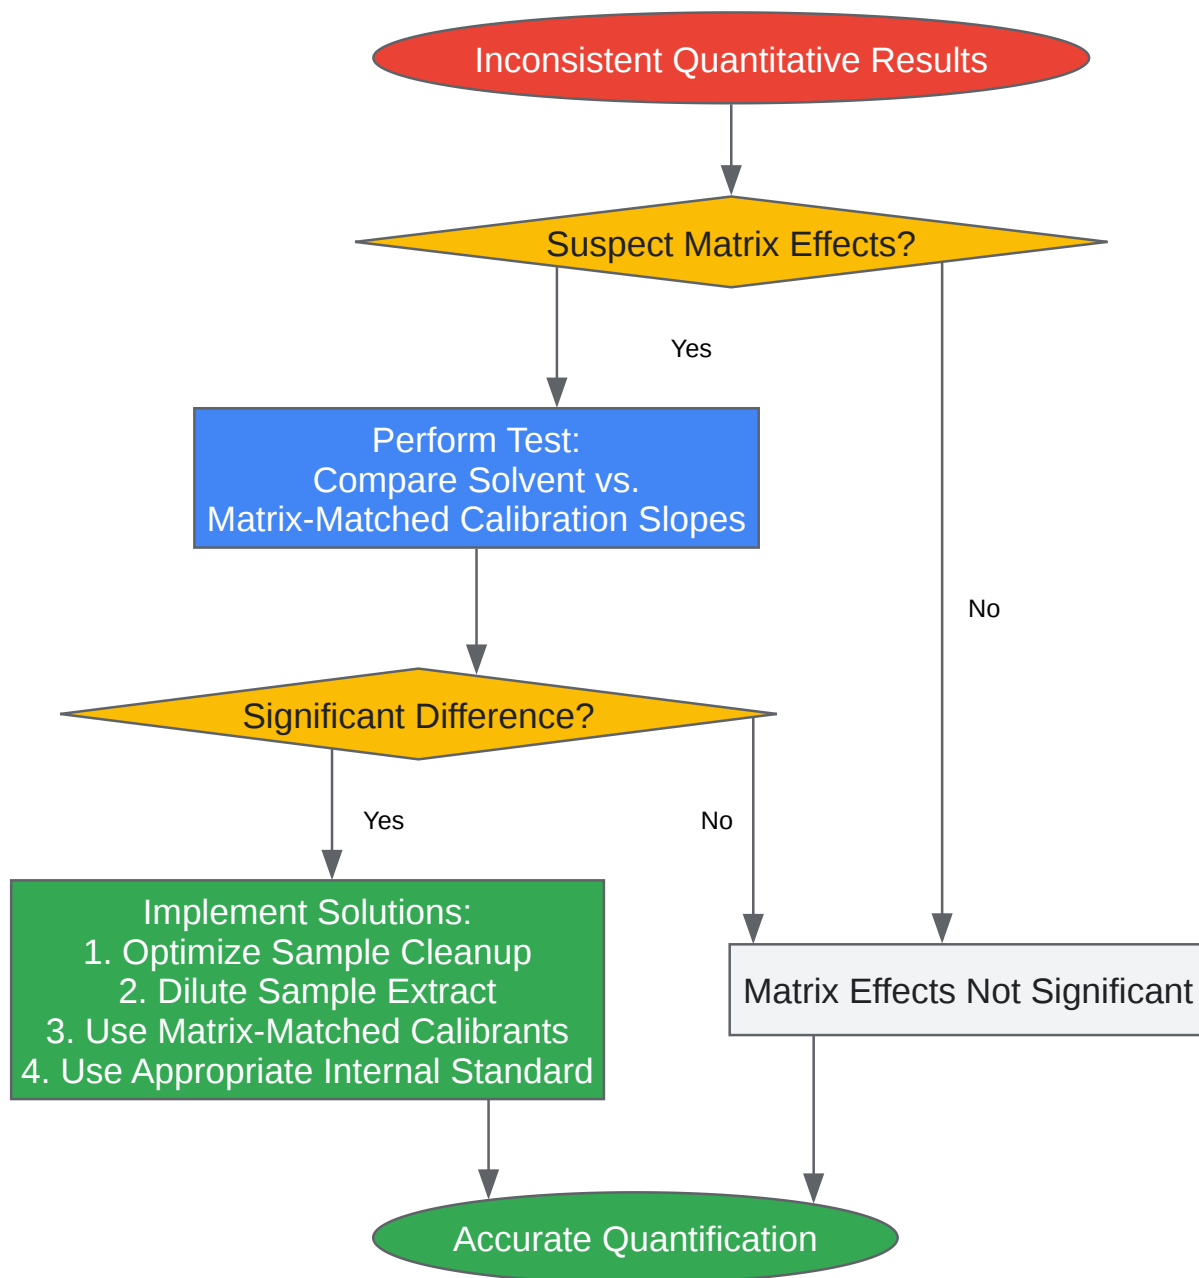 Inconsistent Quantitative Results
Suspect Matrix Effects?
Yes
Perform Test:
Compare Solvent vs.
Matrix-Matched Calibration Slopes
No
Significant Difference?
Yes
No
Implement Solutions:
1. Optimize Sample Cleanup
2. Dilute Sample Extract
3. Use Matrix-Matched Calibrants
4. Use Appropriate Internal Standard
Matrix Effects Not Significant
Accurate Quantification